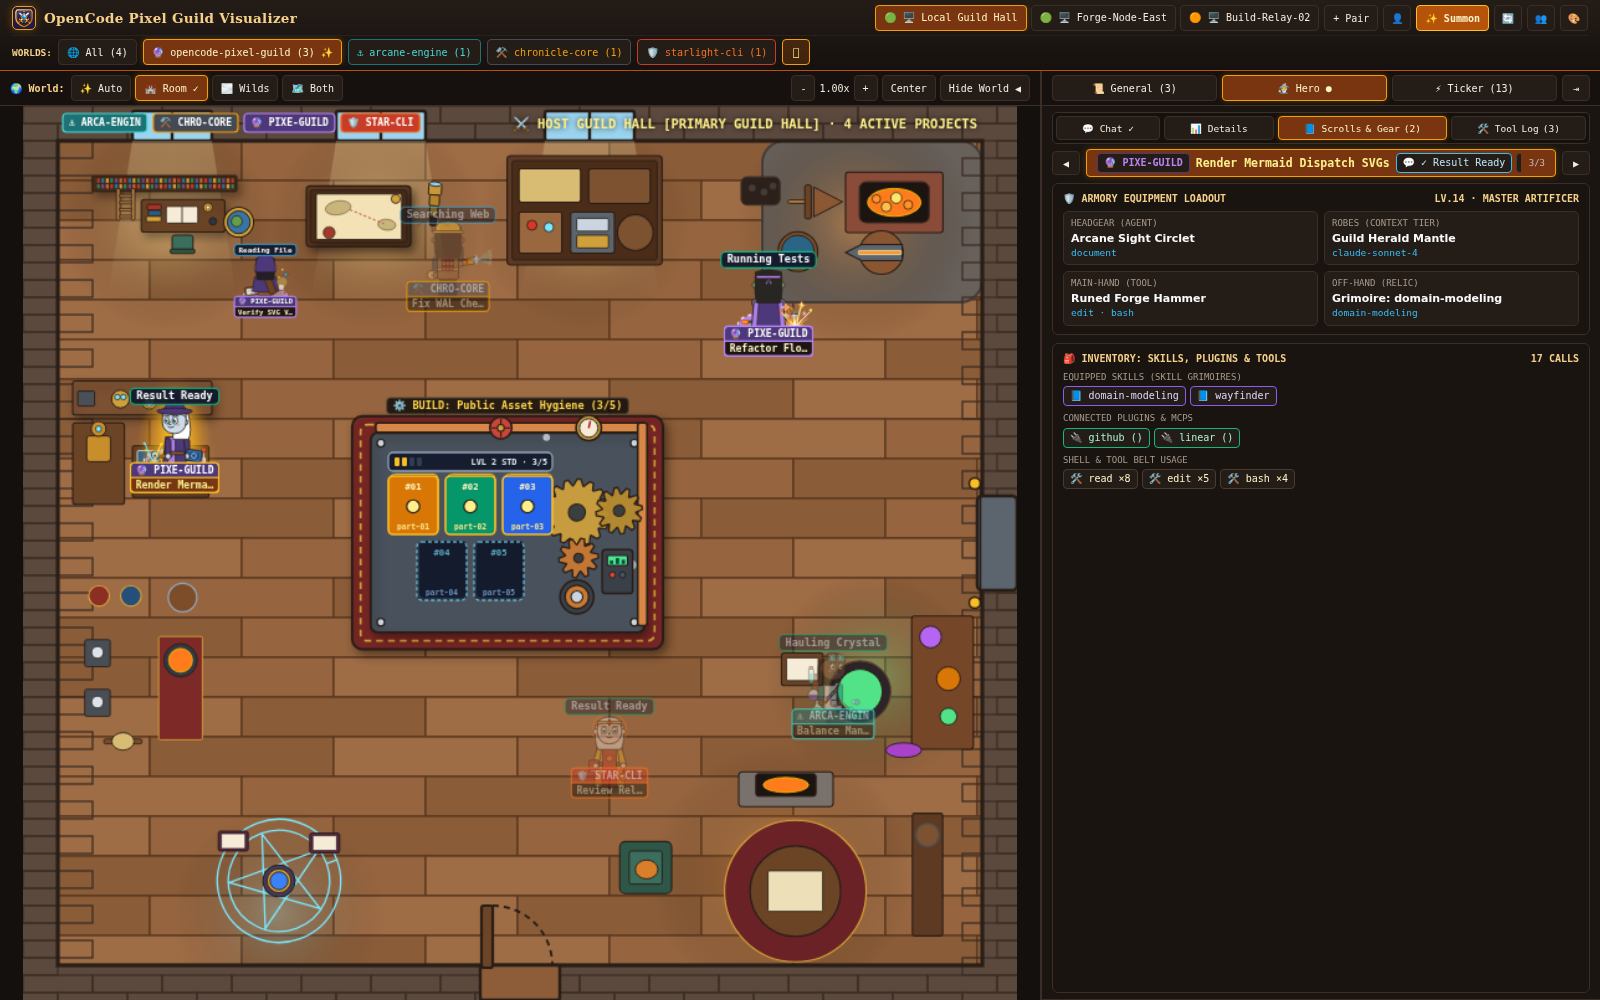 OpenCode Pixel Guild Visualizer
Local Guild Hall
Forge-Node-East
Build-Relay-02
+ Pair
Summon
WORLDS:
All (4)
opencode-pixel-guild (3)
arcane-engine (1)
chronicle-core (1)
starlight-cli (1)
World:
Auto
Room ✓
Wilds
Both
- 1.00x +
Center
Hide World ◀
General (3)
Hero ●
Ticker (13)
Chat ✓
Details
Scrolls & Gear (2)
Tool Log (3)
◀
PIXE-GUILD
Render Mermaid Dispatch SVGs
✓ Result Ready
3/3
▶
ARMORY EQUIPMENT LOADOUT
LV.14 · MASTER ARTIFICER
HEADGEAR (AGENT)
Arcane Sight Circlet
document
ROBES (CONTEXT TIER)
Guild Herald Mantle
claude-sonnet-4
MAIN-HAND (TOOL)
Runed Forge Hammer
edit · bash
OFF-HAND (RELIC)
Grimoire: domain-modeling
domain-modeling
INVENTORY: SKILLS, PLUGINS & TOOLS
17 CALLS
EQUIPPED SKILLS (SKILL GRIMOIRES)
domain-modeling
wayfinder
CONNECTED PLUGINS & MCPS
github ()
linear ()
SHELL & TOOL BELT USAGE
read ×8
edit ×5
bash ×4
ARCA-ENGIN
CHRO-CORE
PIXE-GUILD
STAR-CLI
HOST GUILD HALL [PRIMARY GUILD HALL] · 4 ACTIVE PROJECTS
Searching Web
CHRO-CORE
Fix WAL Che…
Reading File
PIXE-GUILD
Verify SVG V…
Running Tests
PIXE-GUILD
Refactor Flo…
Result Ready
PIXE-GUILD
Render Merma…
BUILD: Public Asset Hygiene (3/5)
LVL 2 STD · 3/5
#01
#02
#03
part-01
part-02
part-03
#04
#05
part-04
part-05
Hauling Crystal
ARCA-ENGIN
Balance Man…
Result Ready
STAR-CLI
Review Rel…